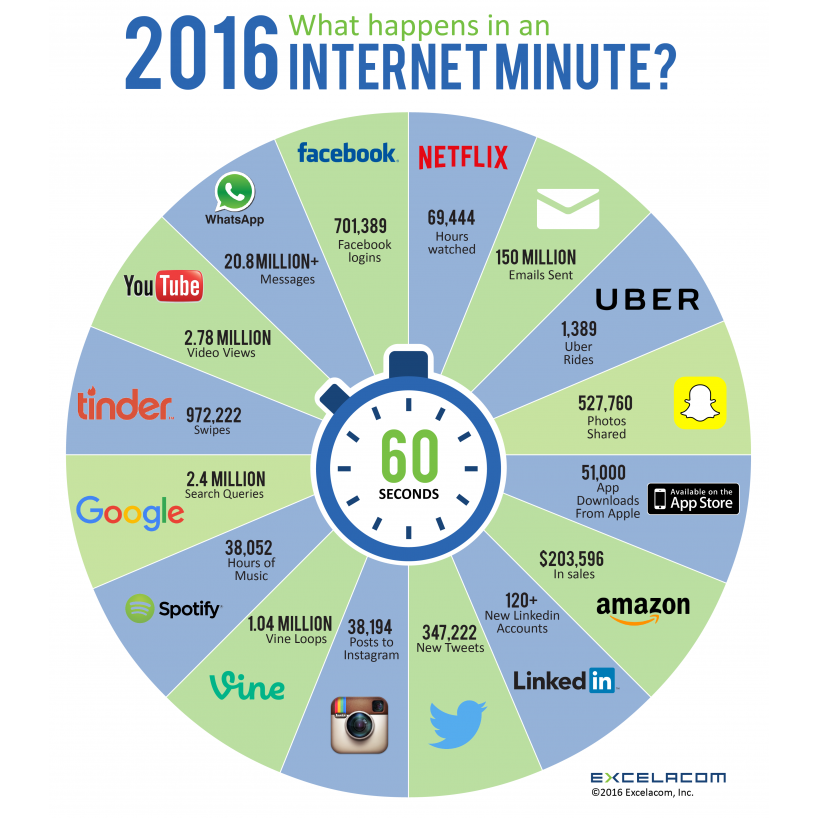 2016 What happens in an
INTERNET MINUTE?
facebook
701,389
Facebook
logins
NETFLIX
69,444
Hours
watched
150 MILLION
Emails Sent
UBER
1,389
Uber
Rides
527,760
Photos
Shared
51,000
App
Downloads
From Apple
Available on the
App Store
$203,596
In sales
amazon
120+
New Linkedin
Accounts
Linked in
347,222
New Tweets
38,194
Posts to
Instagram
1.04 MILLION
Vine Loops
Vine
38,052
Hours of
Music
Spotify
2.4 MILLION
Search Queries
Google
tinder
972,222
Swipes
You Tube
2.78 MILLION
Video Views
WhatsApp
20.8 MILLION+
Messages
60
SECONDS
EXCELACOM
©2016 Excelacom, Inc.